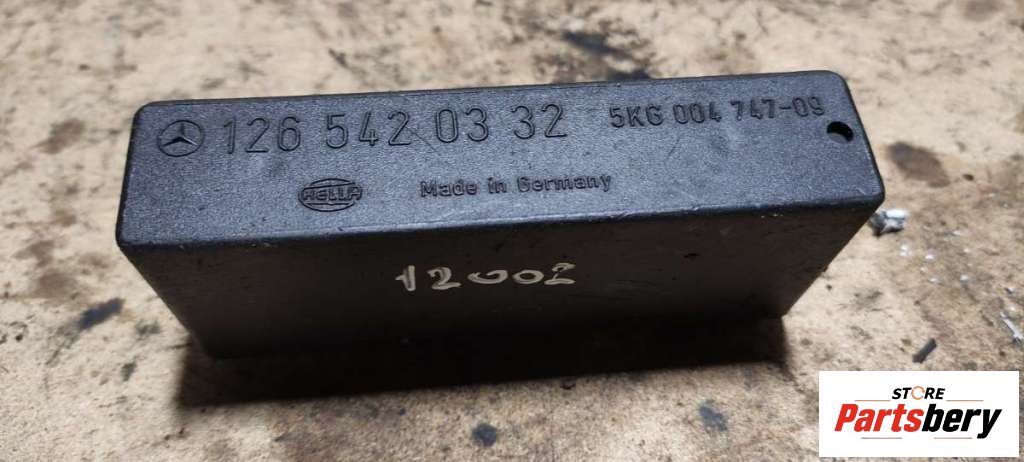 126 542 03 32 5KG 004 747-09
HELLA Made in Germany
12002
STORE
Partsbery